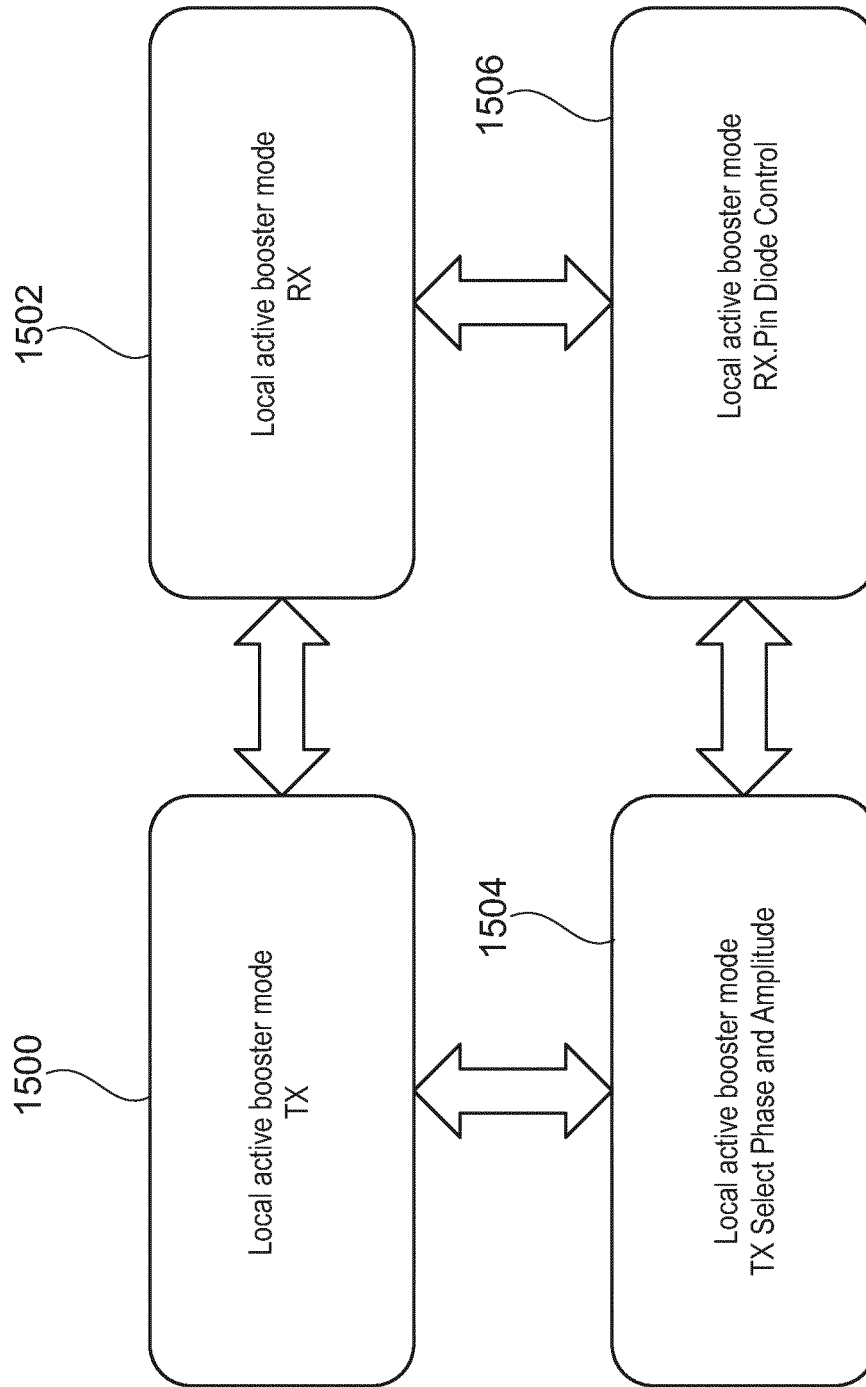 1500
Local active booster mode
TX
1502
Local active booster mode
RX
1504
Local active booster mode
TX Select Phase and Amplitude
1506
Local active booster mode
RX.Pin Diode Control